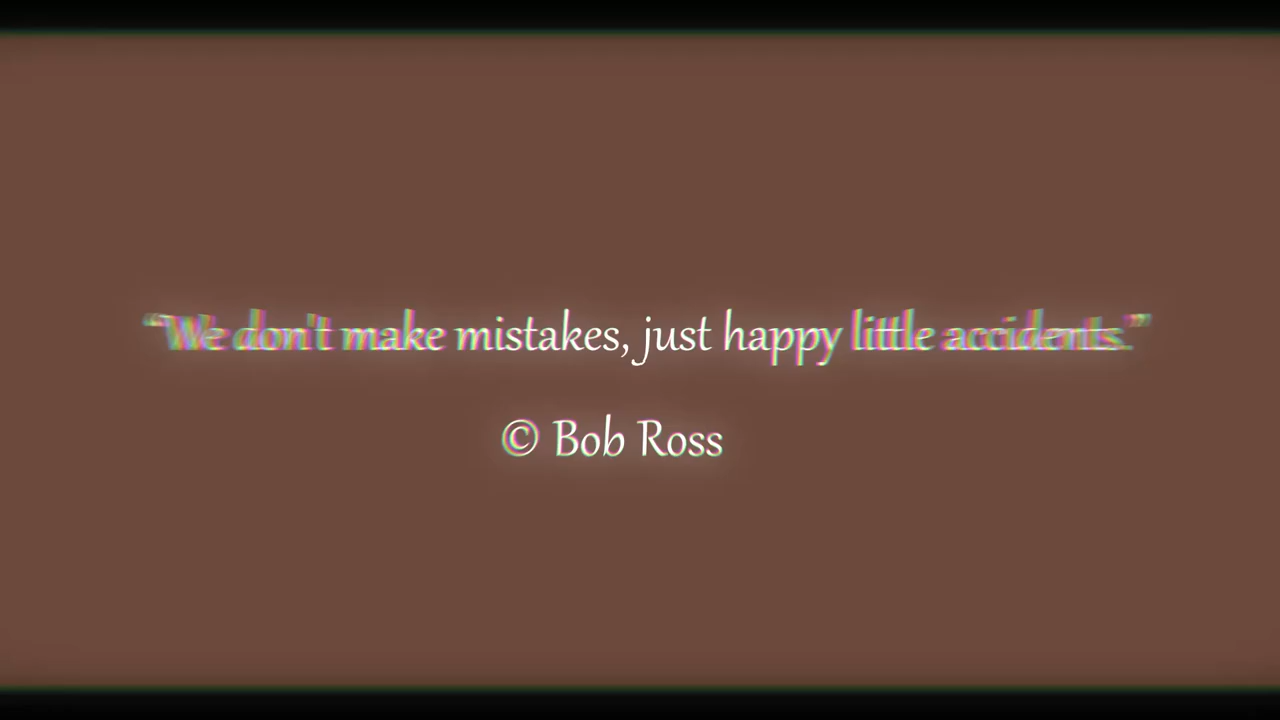 “We don't make mistakes, just happy little accidents.”
© Bob Ross